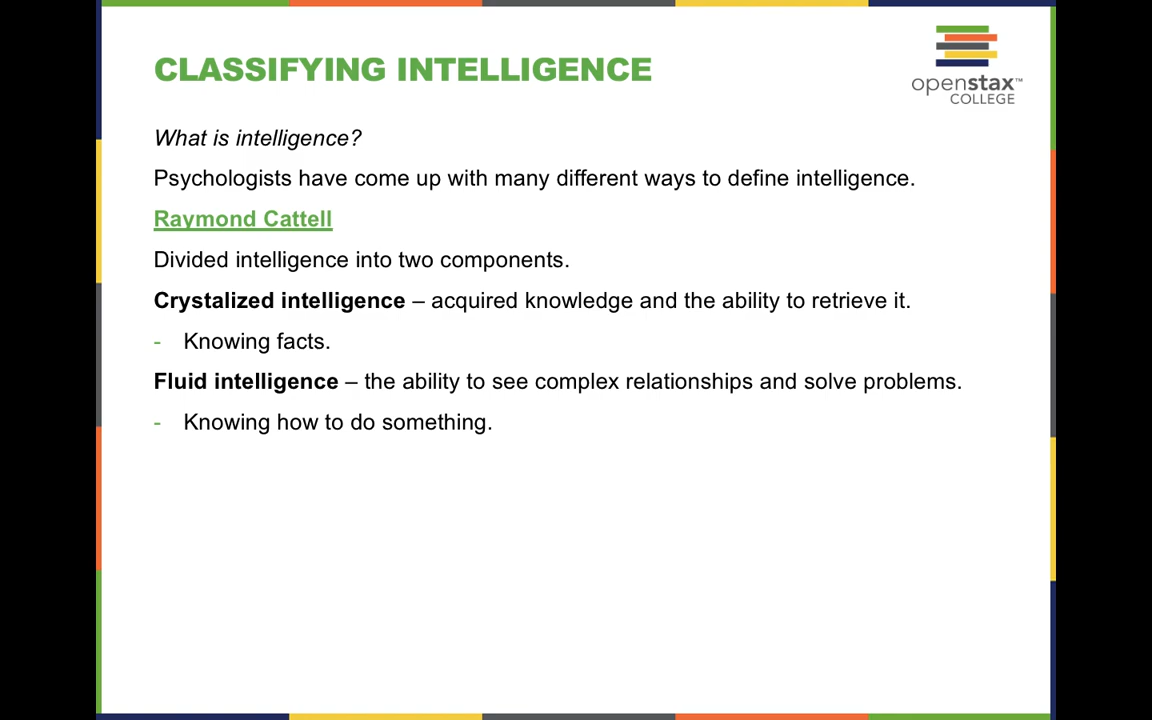 CLASSIFYING INTELLIGENCE
openstax™
COLLEGE
What is intelligence?
Psychologists have come up with many different ways to define intelligence.
Raymond Cattell
Divided intelligence into two components.
Crystalized intelligence – acquired knowledge and the ability to retrieve it.
- Knowing facts.
Fluid intelligence – the ability to see complex relationships and solve problems.
- Knowing how to do something.